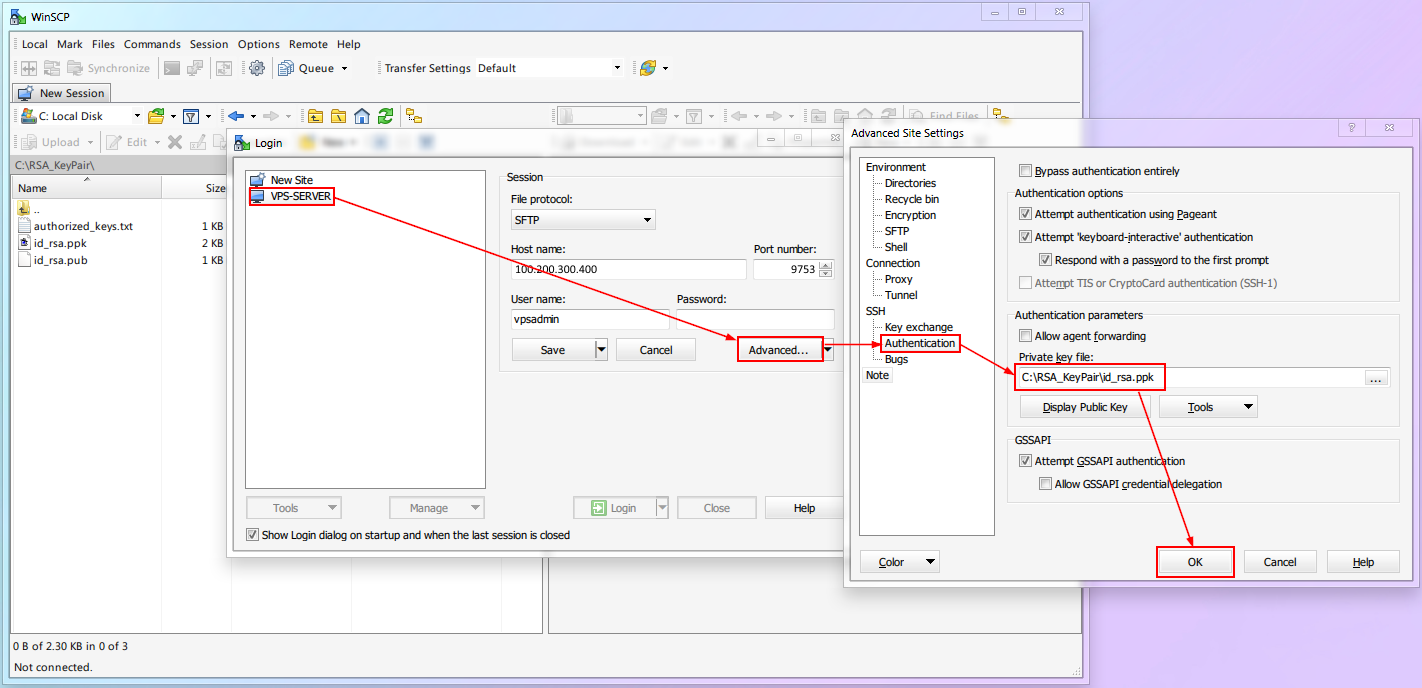 WinSCP
Local Mark Files Commands Session Options Remote Help
Synchronize Queue Transfer Settings Default
New Session
C: Local Disk Find Files
Upload Edit
C:\RSA_KeyPair\
Name Size
..
authorized_keys.txt 1 KB
id_rsa.ppk 2 KB
id_rsa.pub 1 KB
0 B of 2.30 KB in 0 of 3
Not connected.
Login
New Site
VPS-SERVER
Session
File protocol:
SFTP
Host name: Port number:
100.200.300.400 9753
User name: Password:
vpsadmin
Save Cancel Advanced...
Tools Manage Login Close Help
Show Login dialog on startup and when the last session is closed
Advanced Site Settings
Environment
Directories
Recycle bin
Encryption
SFTP
Shell
Connection
Proxy
Tunnel
SSH
Key exchange
Authentication
Bugs
Note
Bypass authentication entirely
Authentication options
Attempt authentication using Pageant
Attempt 'keyboard-interactive' authentication
Respond with a password to the first prompt
Attempt TIS or CryptoCard authentication (SSH-1)
Authentication parameters
Allow agent forwarding
Private key file:
C:\RSA_KeyPair\id_rsa.ppk ...
Display Public Key Tools
GSSAPI
Attempt GSSAPI authentication
Allow GSSAPI credential delegation
Color OK Cancel Help